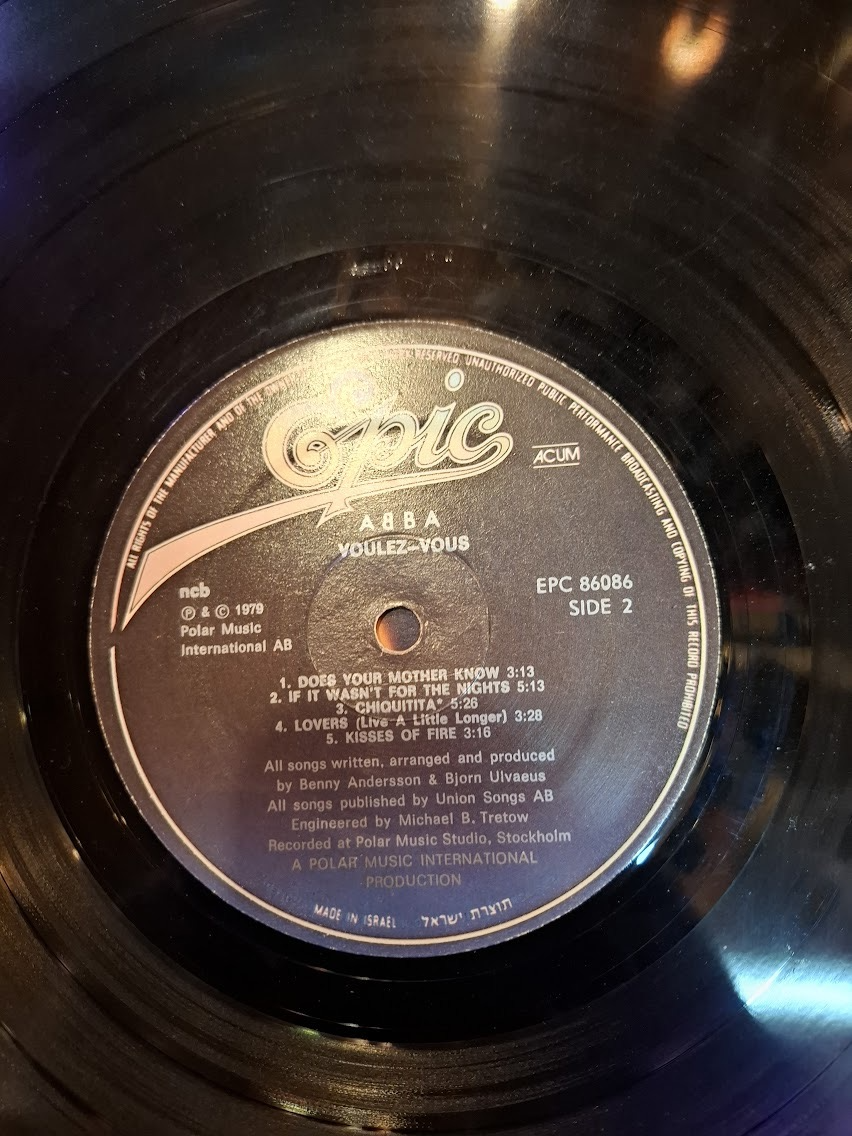 ALL RIGHTS OF THE MANUFACTURER AND OF THE OWNER RESERVED. UNAUTHORIZED PUBLIC PERFORMANCE BROADCASTING AND COPYING OF THIS RECORD PROHIBITED
Epic
ACUM
ABBA
VOULEZ-VOUS
ncb
EPC 86086
SIDE 2
Ⓟ & © 1979
Polar Music
International AB
1. DOES YOUR MOTHER KNOW 3:13
2. IF IT WASN'T FOR THE NIGHTS 5:13
3. CHIQUITITA* 5:26
4. LOVERS (Live A Little Longer) 3:28
5. KISSES OF FIRE 3:16
All songs written, arranged and produced
by Benny Andersson & Bjorn Ulvaeus
All songs published by Union Songs AB
Engineered by Michael B. Tretow
Recorded at Polar Music Studio, Stockholm
A POLAR MUSIC INTERNATIONAL
PRODUCTION
MADE IN ISRAEL תוצרת ישראל